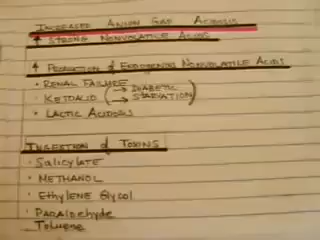 INCREASED ANION GAP ACIDOSIS
↑ STRONG NONVOLATILE ACIDS
↑ PRODUCTION of ENDOGENOUS NONVOLATILE ACIDS
· RENAL FAILURE
· KETOACID (→ DIABETIC
→ STARVATION)
· LACTIC ACIDOSIS
INGESTION of TOXINS
· SALICYLATE
· METHANOL
· Ethylene Glycol
· PARAldehyde
Toluene